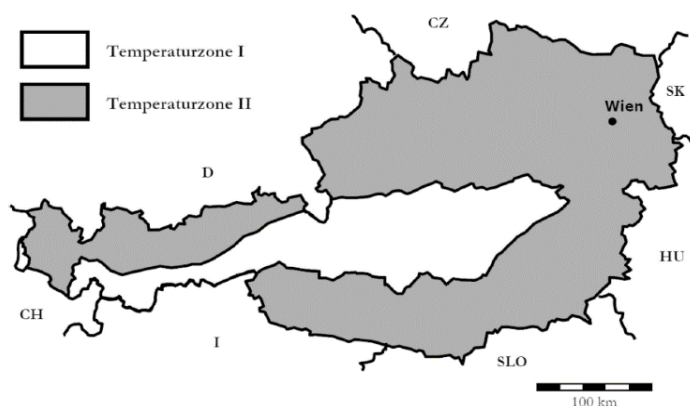 CZ
Temperaturzone I
Temperaturzone II
SK
Wien
D
HU
CH
I
SLO
100 km